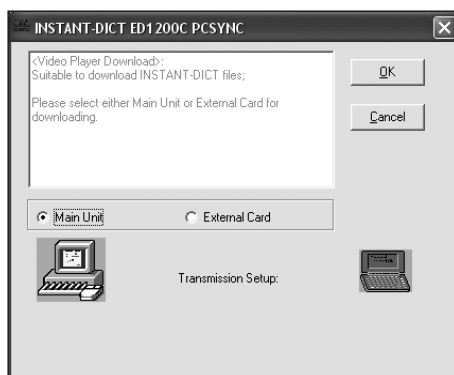 INSTANT-DICT ED1200C PCSYNC
<Video Player Download>:
Suitable to download INSTANT-DICT files;
Please select either Main Unit or External Card for
downloading.
OK
Cancel
Main Unit
External Card
Transmission Setup: